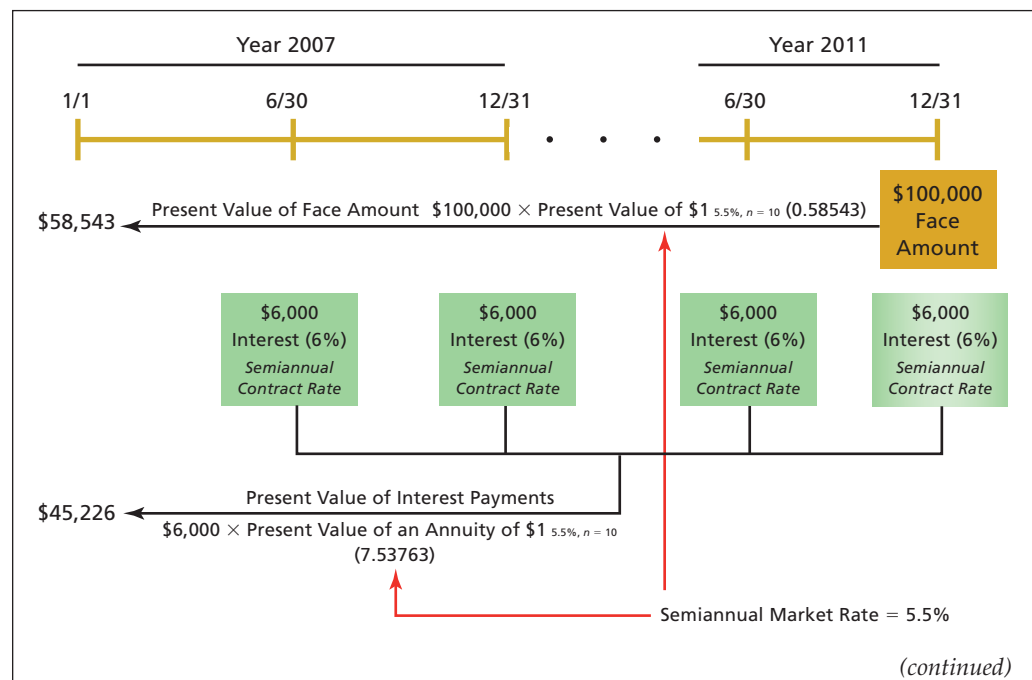 Year 2007 Year 2011
1/1 6/30 12/31 6/30 12/31
$58,543
Present Value of Face Amount $100,000 × Present Value of $1 5.5%, n = 10 (0.58543)
$100,000
Face
Amount
$6,000
Interest (6%)
Semiannual
Contract Rate
$6,000
Interest (6%)
Semiannual
Contract Rate
$6,000
Interest (6%)
Semiannual
Contract Rate
$6,000
Interest (6%)
Semiannual
Contract Rate
$45,226
Present Value of Interest Payments
$6,000 × Present Value of an Annuity of $1 5.5%, n = 10
(7.53763)
Semiannual Market Rate = 5.5%
(continued)